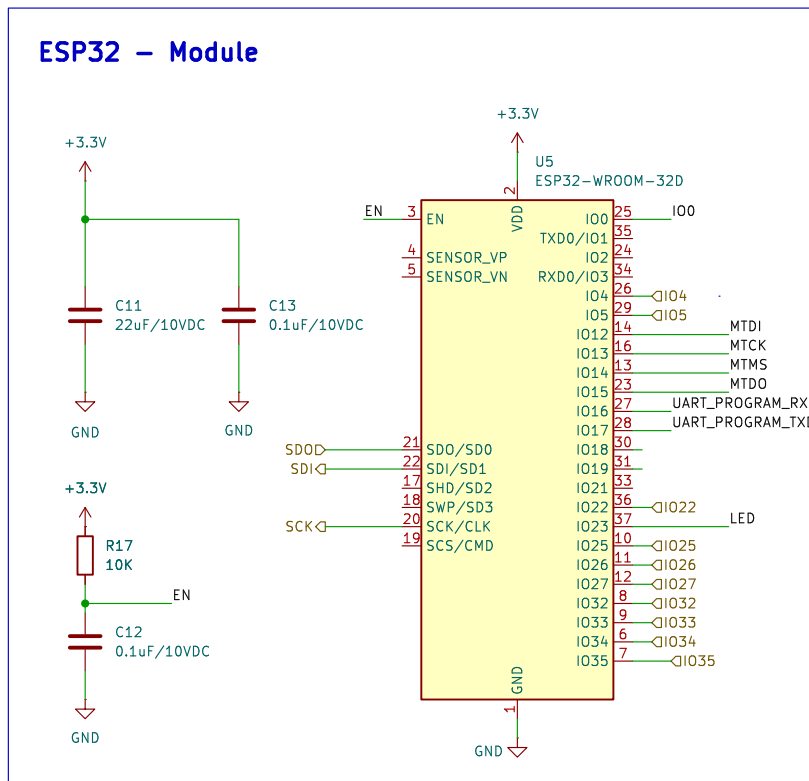 ESP32 - Module
+3.3V
C11
22uF/10VDC
GND
C13
0.1uF/10VDC
GND
+3.3V
R17
10K
EN
C12
0.1uF/10VDC
GND
+3.3V
U5
ESP32-WROOM-32D
2
VDD
EN 3 EN
4 SENSOR_VP
5 SENSOR_VN
SDO 21 SDO/SD0
SDI 22 SDI/SD1
17 SHD/SD2
18 SWP/SD3
SCK 20 SCK/CLK
19 SCS/CMD
IO0 25 IO0
TXD0/IO1 35
IO2 24
RXD0/IO3 34
IO4 26 IO4
IO5 29 IO5
IO12 14 MTDI
IO13 16 MTCK
IO14 13 MTMS
IO15 23 MTDO
IO16 27 UART_PROGRAM_RX
IO17 28 UART_PROGRAM_TX
IO18 30
IO19 31
IO21 33
IO22 36 IO22
IO23 37 LED
IO25 10 IO25
IO26 11 IO26
IO27 12 IO27
IO32 8 IO32
IO33 9 IO33
IO34 6 IO34
IO35 7 IO35
GND
1
GND